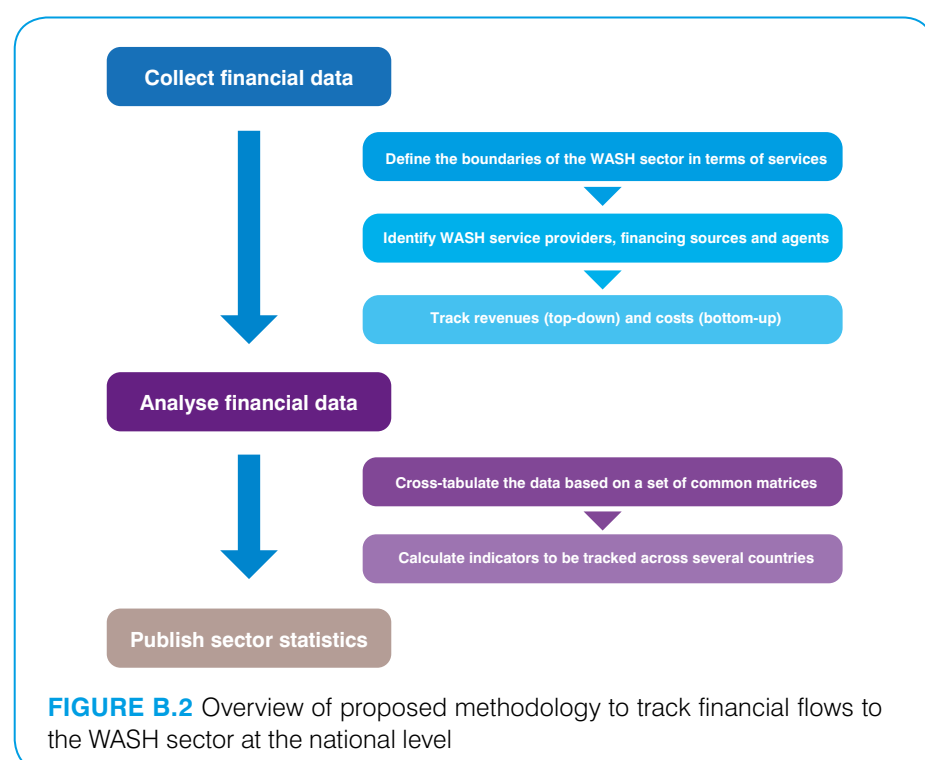 Collect financial data
Define the boundaries of the WASH sector in terms of services
Identify WASH service providers, financing sources and agents
Track revenues (top-down) and costs (bottom-up)
Analyse financial data
Cross-tabulate the data based on a set of common matrices
Calculate indicators to be tracked across several countries
Publish sector statistics
FIGURE B.2 Overview of proposed methodology to track financial flows to
the WASH sector at the national level